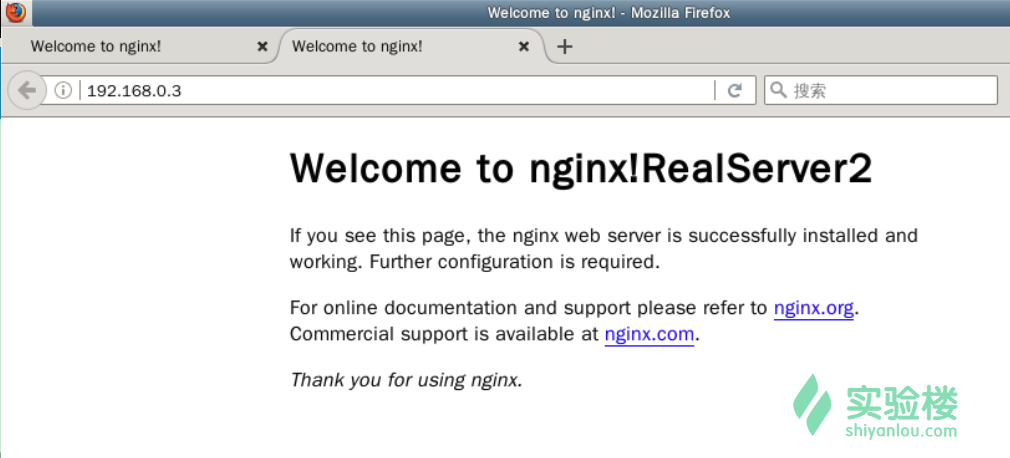 Welcome to nginx! - Mozilla Firefox
Welcome to nginx! Welcome to nginx!
192.168.0.3 搜索
Welcome to nginx!RealServer2
If you see this page, the nginx web server is successfully installed and
working. Further configuration is required.
For online documentation and support please refer to nginx.org.
Commercial support is available at nginx.com.
Thank you for using nginx.
实验楼
shiyanlou.com